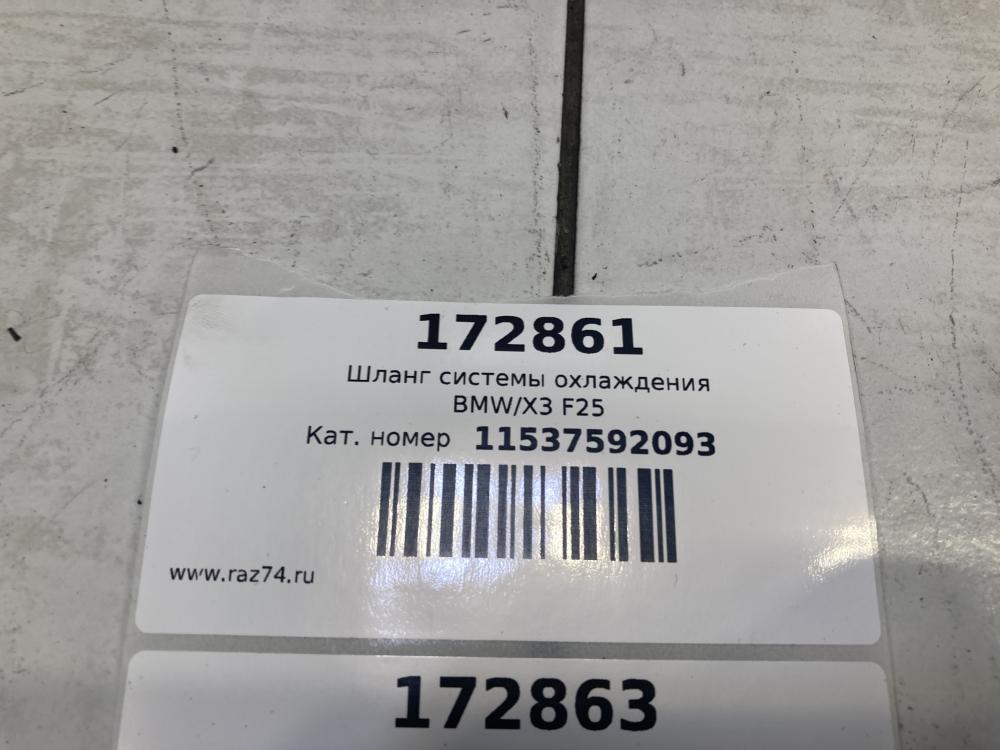 172861
Шланг системы охлаждения
BMW/X3 F25
Кат. номер 11537592093
www.raz74.ru
172863